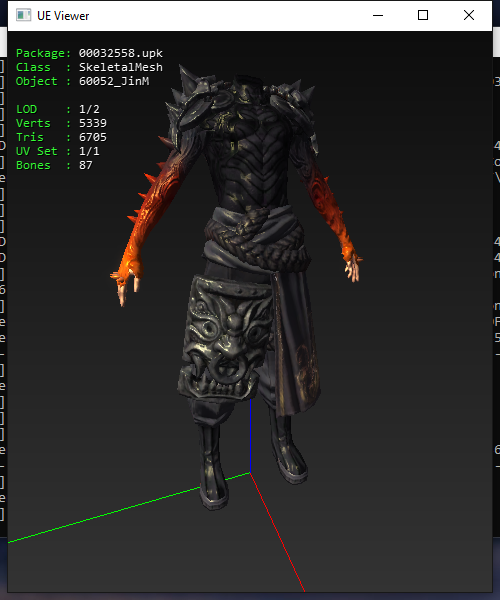 UE Viewer
Package: 00032558.upk
Class : SkeletalMesh
Object : 60052_JinM
LOD : 1/2
Verts : 5339
Tris : 6705
UV Set : 1/1
Bones : 87